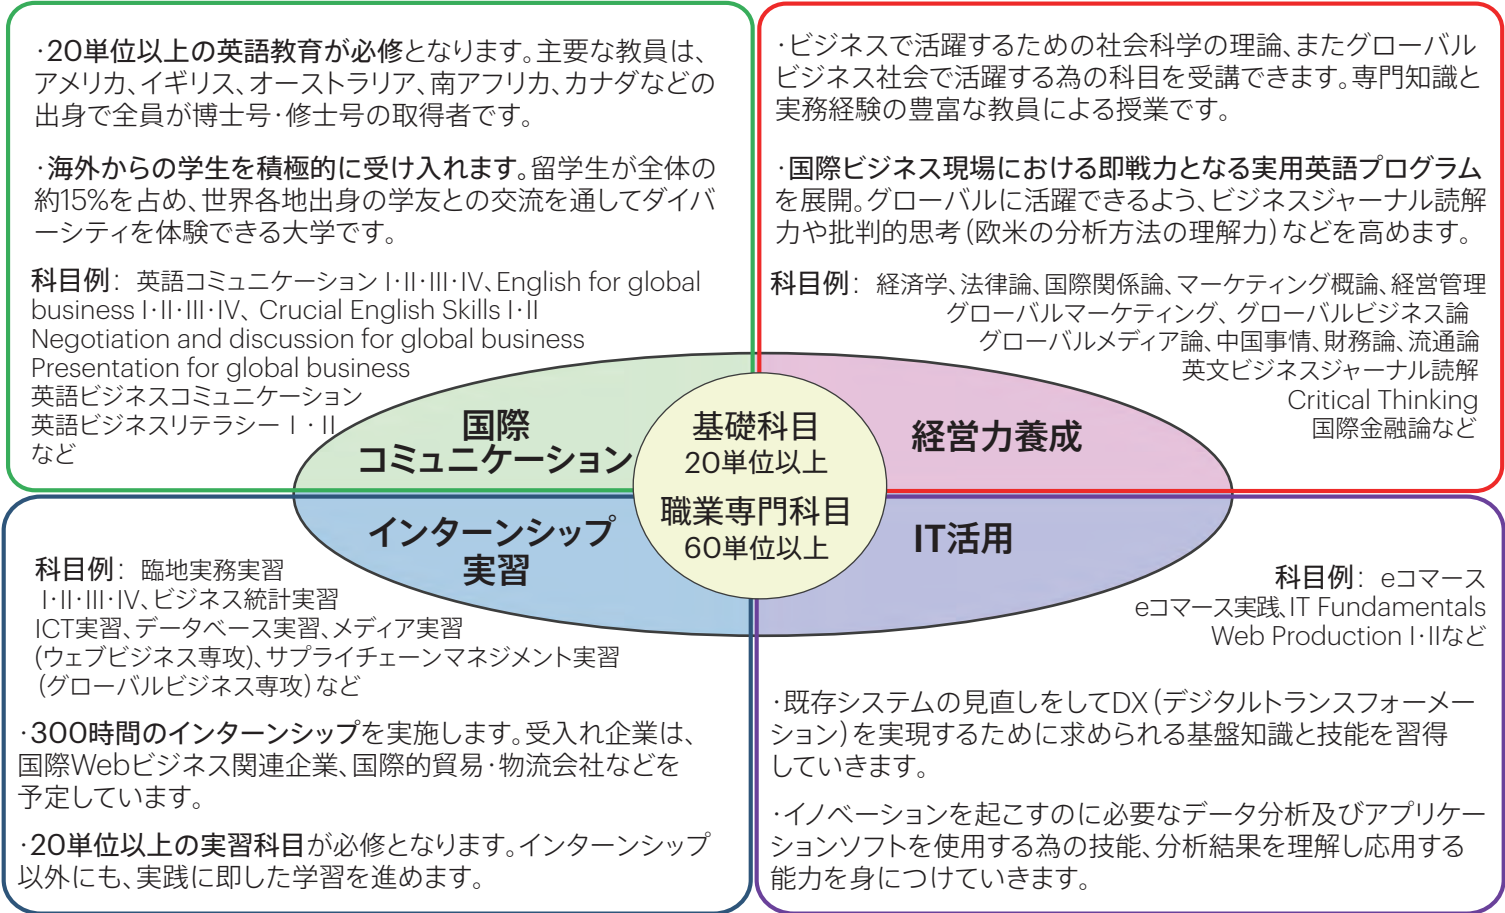 ·20単位以上の英語教育が必修となります。主要な教員は、
アメリカ、イギリス、オーストラリア、南アフリカ、カナダなどの
出身で全員が博士号·修士号の取得者です。
·海外からの学生を積極的に受け入れます。留学生が全体の
約15%を占め、世界各地出身の学友との交流を通してダイバ
ーシティを体験できる大学です。
科目例： 英語コミュニケーション I·II·III·IV、English for global
business I·II·III·IV、Crucial English Skills I·II
Negotiation and discussion for global business
Presentation for global business
英語ビジネスコミュニケーション
英語ビジネスリテラシー I·II
など
·ビジネスで活躍するための社会科学の理論、またグローバル
ビジネス社会で活躍する為の科目を受講できます。専門知識と
実務経験の豊富な教員による授業です。
·国際ビジネス現場における即戦力となる実用英語プログラム
を展開。グローバルに活躍できるよう、ビジネスジャーナル読解
力や批判的思考（欧米の分析方法の理解力）などを高めます。
科目例： 経済学、法律論、国際関係論、マーケティング概論、経営管理
グローバルマーケティング、グローバルビジネス論
グローバルメディア論、中国事情、財務論、流通論
英文ビジネスジャーナル読解
Critical Thinking
国際金融論など
国際
コミュニケーション
基礎科目
20単位以上
職業専門科目
60単位以上
経営力養成
インターンシップ
実習
IT活用
科目例： 臨地実務実習
I·II·III·IV、ビジネス統計実習
ICT実習、データベース実習、メディア実習
(ウェブビジネス専攻)、サプライチェーンマネジメント実習
（グローバルビジネス専攻）など
·300時間のインターンシップを実施します。受入れ企業は、
国際Webビジネス関連企業、国際的貿易·物流会社などを
予定しています。
·20単位以上の実習科目が必修となります。インターンシップ
以外にも、実践に即した学習を進めます。
科目例： eコマース
eコマース実践、IT Fundamentals
Web Production I·IIなど
·既存システムの見直しをしてDX（デジタルトランスフォーメー
ション）を実現するために求められる基盤知識と技能を習得
していきます。
·イノベーションを起こすのに必要なデータ分析及びアプリケー
ションソフトを使用する為の技能、分析結果を理解し応用する
能力を身につけていきます。